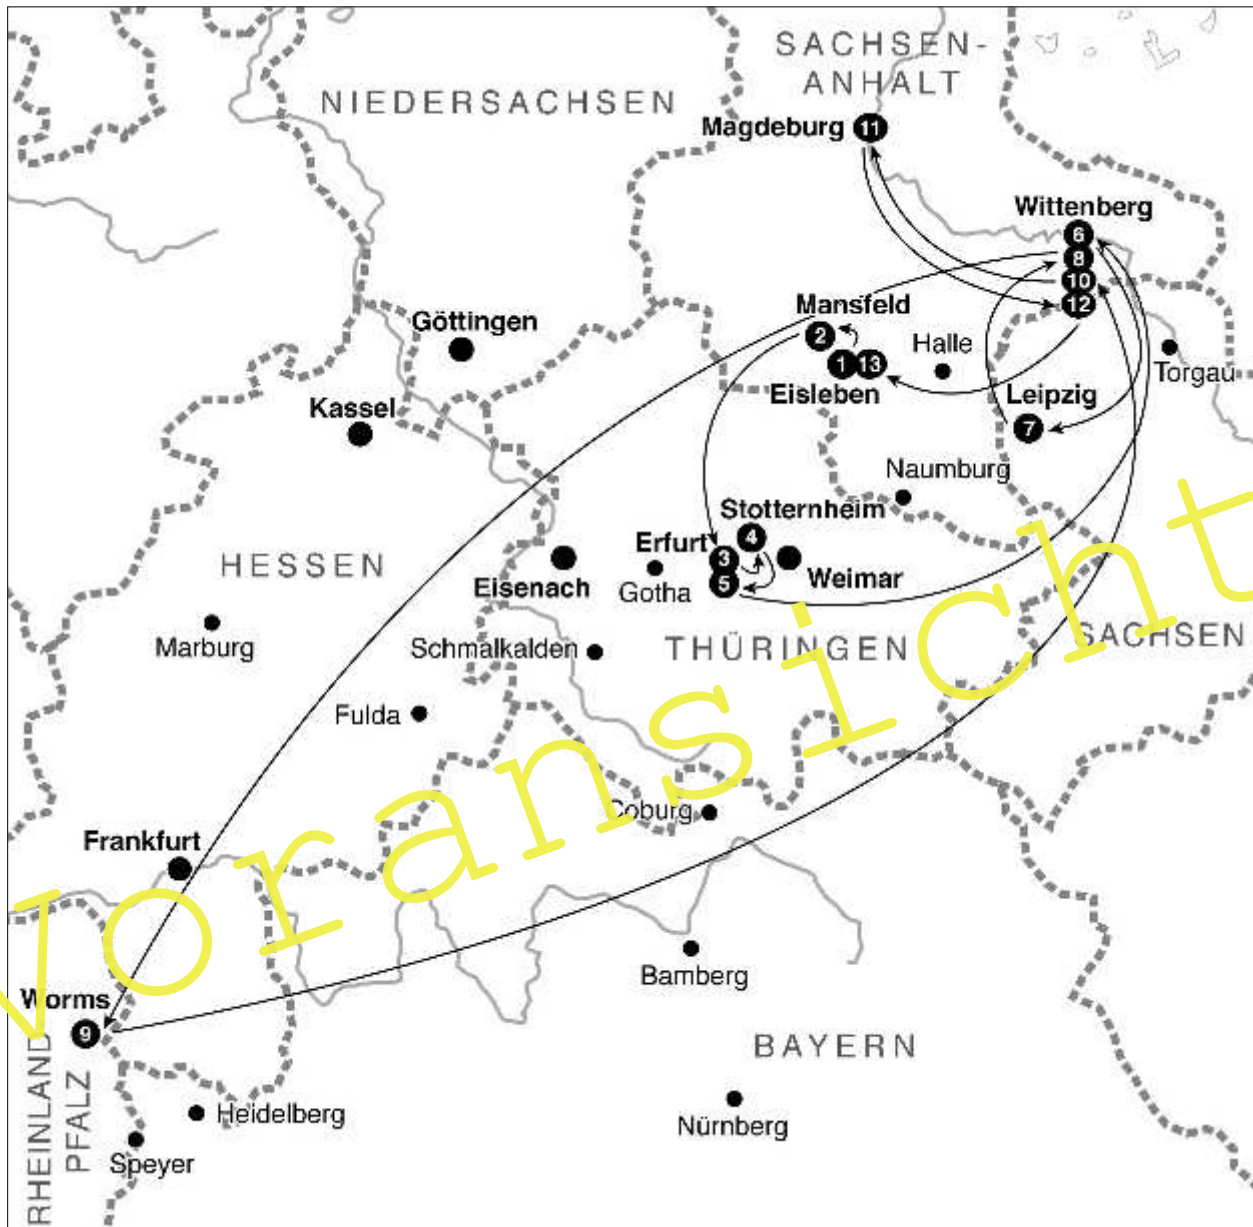 SACHSEN-
ANHALT
NIEDERSACHSEN
Magdeburg 11
Wittenberg
6
8
10
12
Mansfeld
2
Göttingen
Halle
1 13
Eisleben
Torgau
Kassel
Leipzig
7
Naumburg
Stotternheim
4
Erfurt
3
5
Weimar
HESSEN
Eisenach
Gotha
Marburg
Schmalkalden
THÜRINGEN
SACHSEN
Fulda
Coburg
Frankfurt
Voransicht
Bamberg
Worms
9
BAYERN
RHEINLAND
PFALZ
Heidelberg
Nürnberg
Speyer